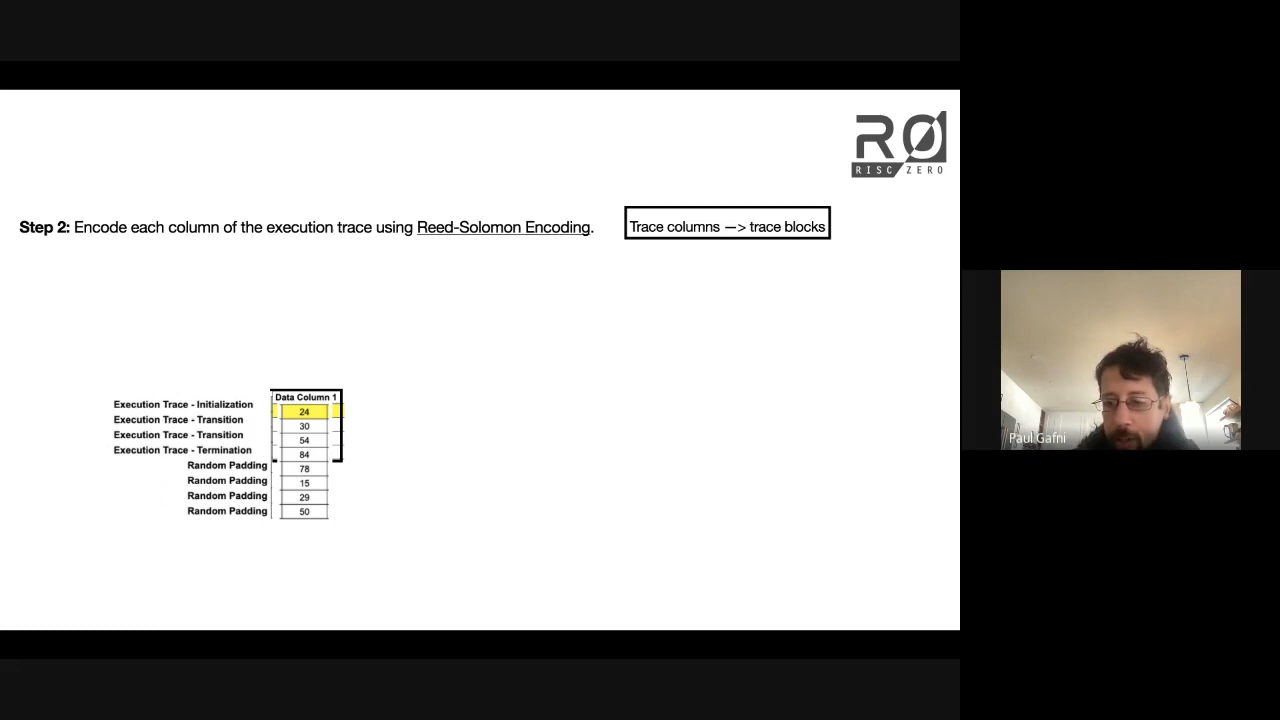 RØ
RISC ZERO
Step 2: Encode each column of the execution trace using Reed-Solomon Encoding.
Trace columns —> trace blocks
Data Column 1
Execution Trace - Initialization 24
Execution Trace - Transition 30
Execution Trace - Transition 54
Execution Trace - Termination 84
Random Padding 78
Random Padding 15
Random Padding 29
Random Padding 50
Paul Gafni